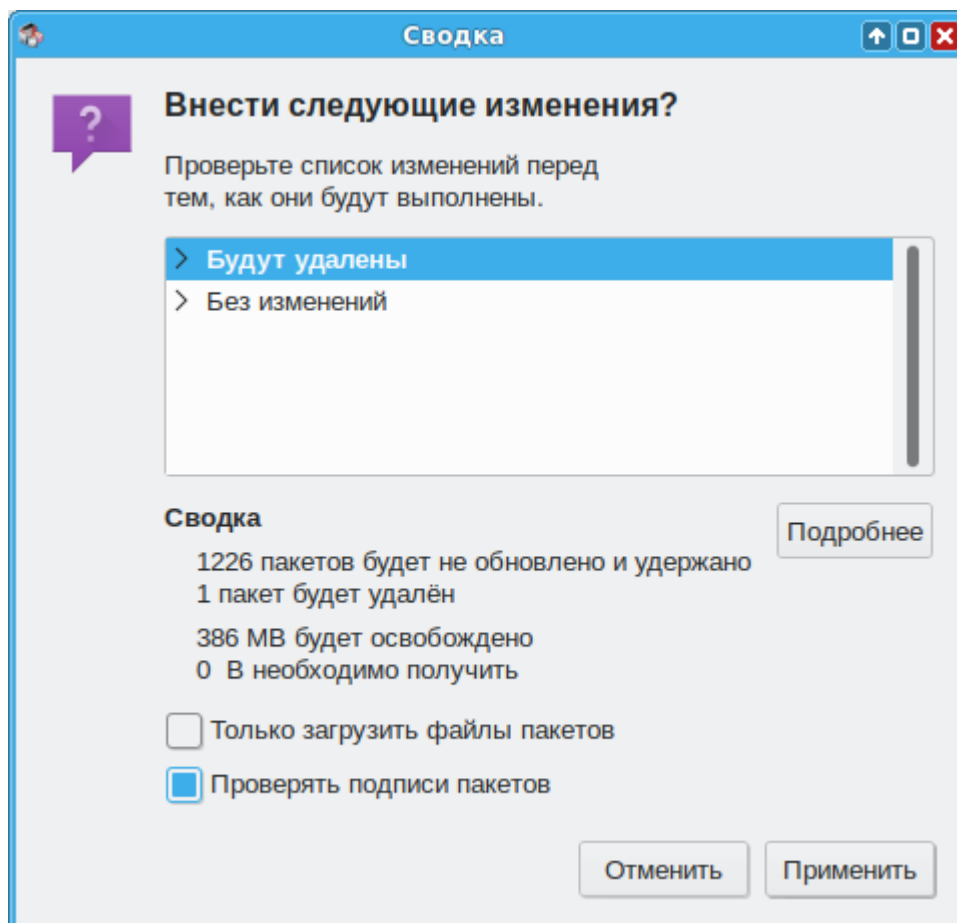 Сводка
Внести следующие изменения?
Проверьте список изменений перед
тем, как они будут выполнены.
Будут удалены
Без изменений
Сводка
Подробнее
1226 пакетов будет не обновлено и удержано
1 пакет будет удалён
386 MB будет освобождено
0 B необходимо получить
Только загрузить файлы пакетов
Проверять подписи пакетов
Отменить
Применить